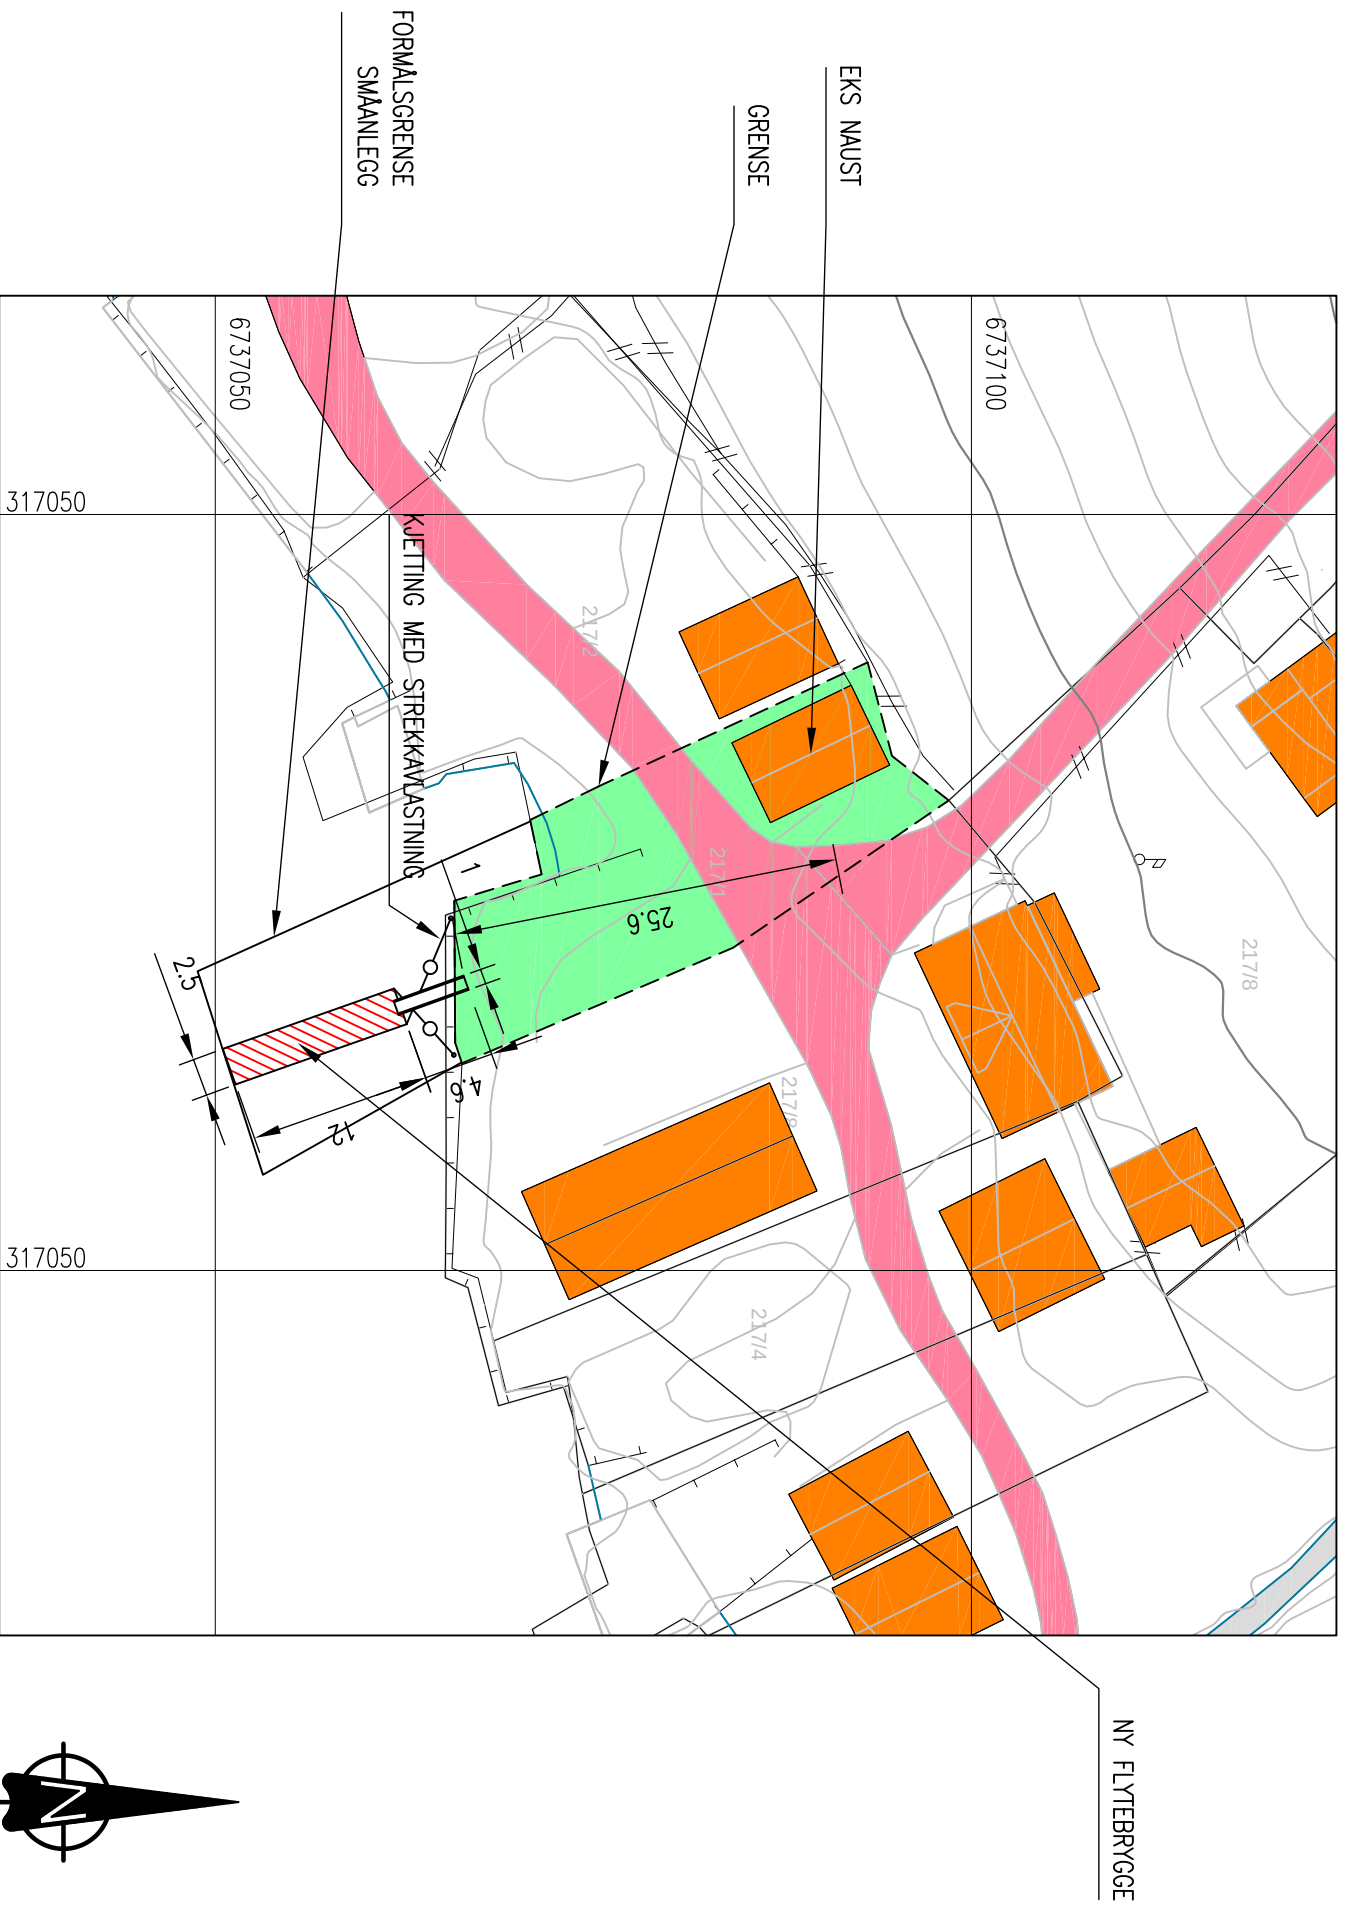 FORMÅLSGRENSE
SMÅANLEGG
GRENSE
EKS NAUST
6737050
6737100
317050
KJETTING MED STREKKAVLASTNING
217/2
217/1
217/8
217/8
217/4
1
25.6
2.5
4.6
12
317050
NY FLYTEBRYGGE
N